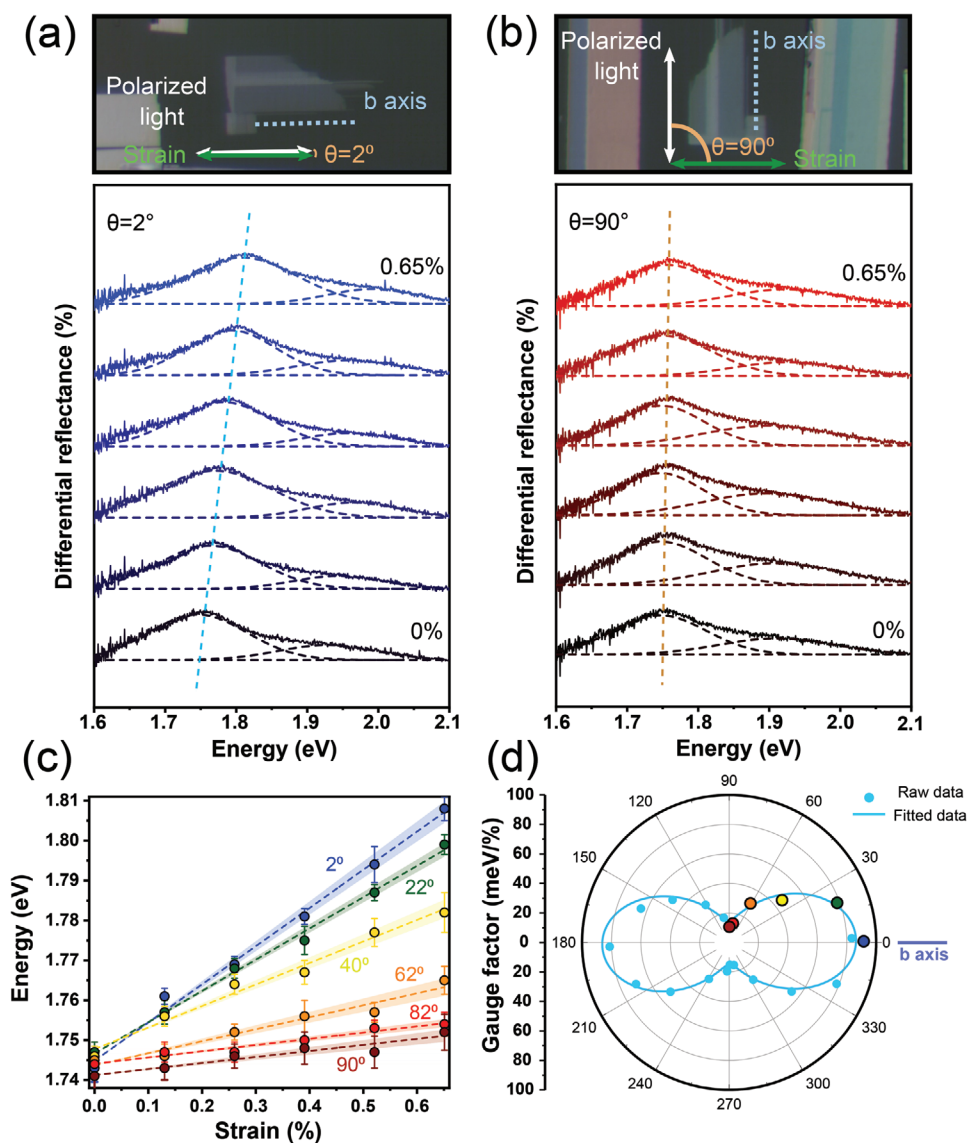 (a)
Polarized
light
b axis
Strain
θ=2º
(b)
Polarized
light
b axis
θ=90º
Strain
Differential reflectance (%)
θ=2°
0.65%
0%
1.6 1.7 1.8 1.9 2.0 2.1
Energy (eV)
Differential reflectance (%)
θ=90°
0.65%
0%
1.6 1.7 1.8 1.9 2.0 2.1
Energy (eV)
(c)
Energy (eV)
1.81
1.80
1.79
1.78
1.77
1.76
1.75
1.74
2º
22º
40º
62º
82º
90º
0.0 0.1 0.2 0.3 0.4 0.5 0.6
Strain (%)
(d)
Gauge factor (meV/%)
100
80
60
40
20
0
20
40
60
80
100
90
120 60
150 30
180 0
210 330
240 300
270
Raw data
Fitted data
b axis